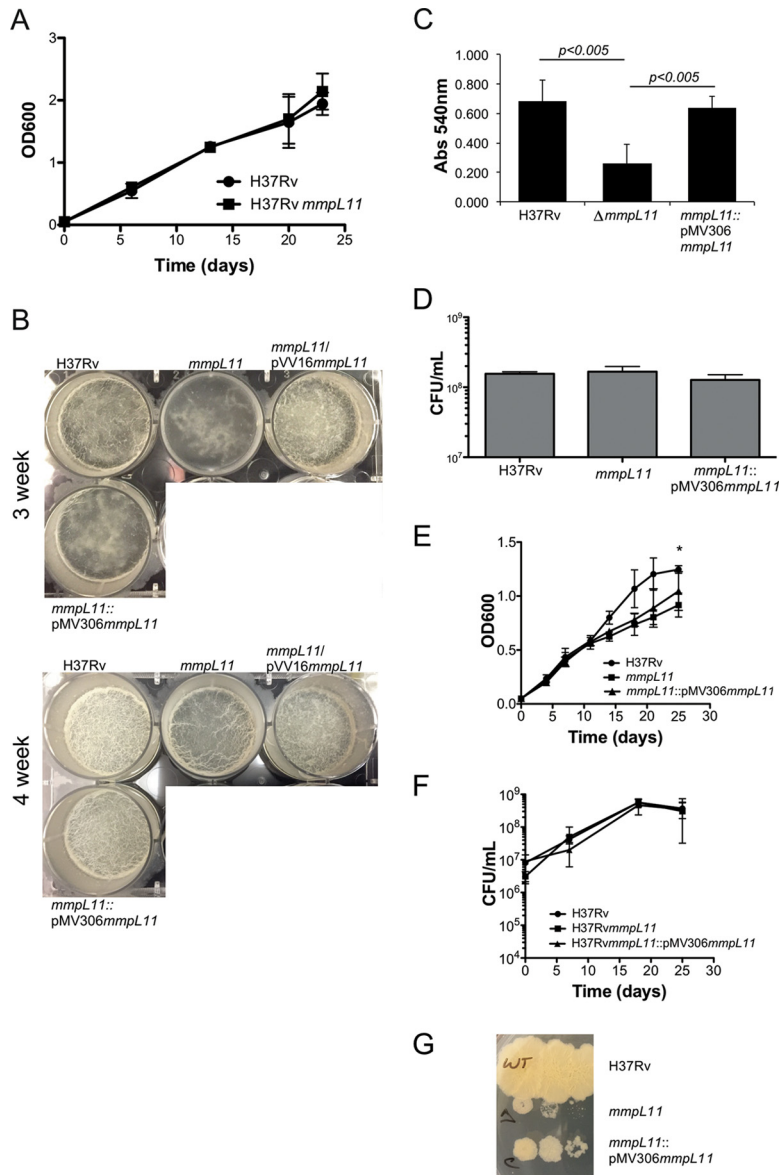 A
3
2
1
0
OD600
0 5 10 15 20 25
Time (days)
H37Rv
H37Rv mmpL11
B
3 week
H37Rv
mmpL11
mmpL11/
pVV16mmpL11
mmpL11::
pMV306mmpL11
4 week
H37Rv
mmpL11
mmpL11/
pVV16mmpL11
mmpL11::
pMV306mmpL11
C
p<0.005
p<0.005
1.000
0.800
0.600
0.400
0.200
0.000
Abs 540nm
H37Rv
ΔmmpL11
mmpL11::
pMV306
mmpL11
D
10⁹
10⁸
10⁷
CFU/mL
H37Rv
mmpL11
mmpL11::
pMV306mmpL11
E
1.5
1.0
0.5
0.0
OD600
*
H37Rv
mmpL11
mmpL11::pMV306mmpL11
0 5 10 15 20 25 30
Time (days)
F
10⁹
10⁸
10⁷
10⁶
10⁵
10⁴
CFU/mL
H37Rv
H37RvmmpL11
H37RvmmpL11::pMV306mmpL11
0 5 10 15 20 25 30
Time (days)
G
WT
Δ
C
H37Rv
mmpL11
mmpL11::
pMV306mmpL11